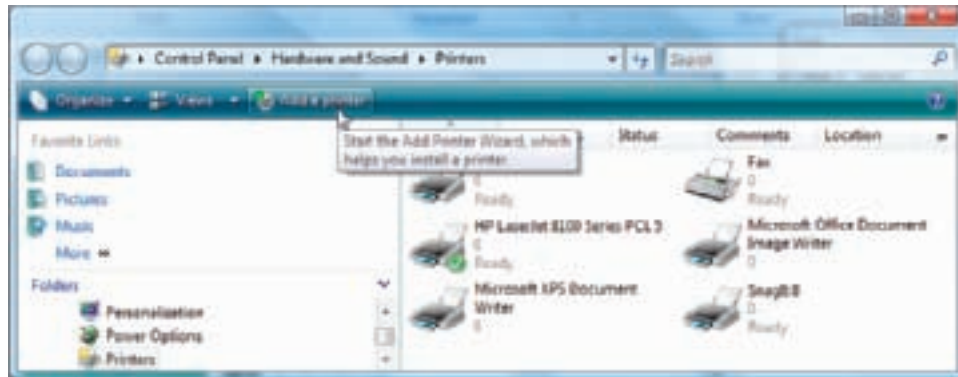 Control Panel ▸ Hardware and Sound ▸ Printers
Search
Organize
Views
Add a printer
Start the Add Printer Wizard, which
helps you install a printer.
Status
Comments
Location
Favorite Links
Documents
Pictures
Music
More
Folders
Personalization
Power Options
Printers
0
Ready
Fax
0
Ready
HP LaserJet 8100 Series PCL 5
0
Ready
Microsoft Office Document
Image Writer
0
Microsoft XPS Document
Writer
0
SnagIt 8
0
Ready